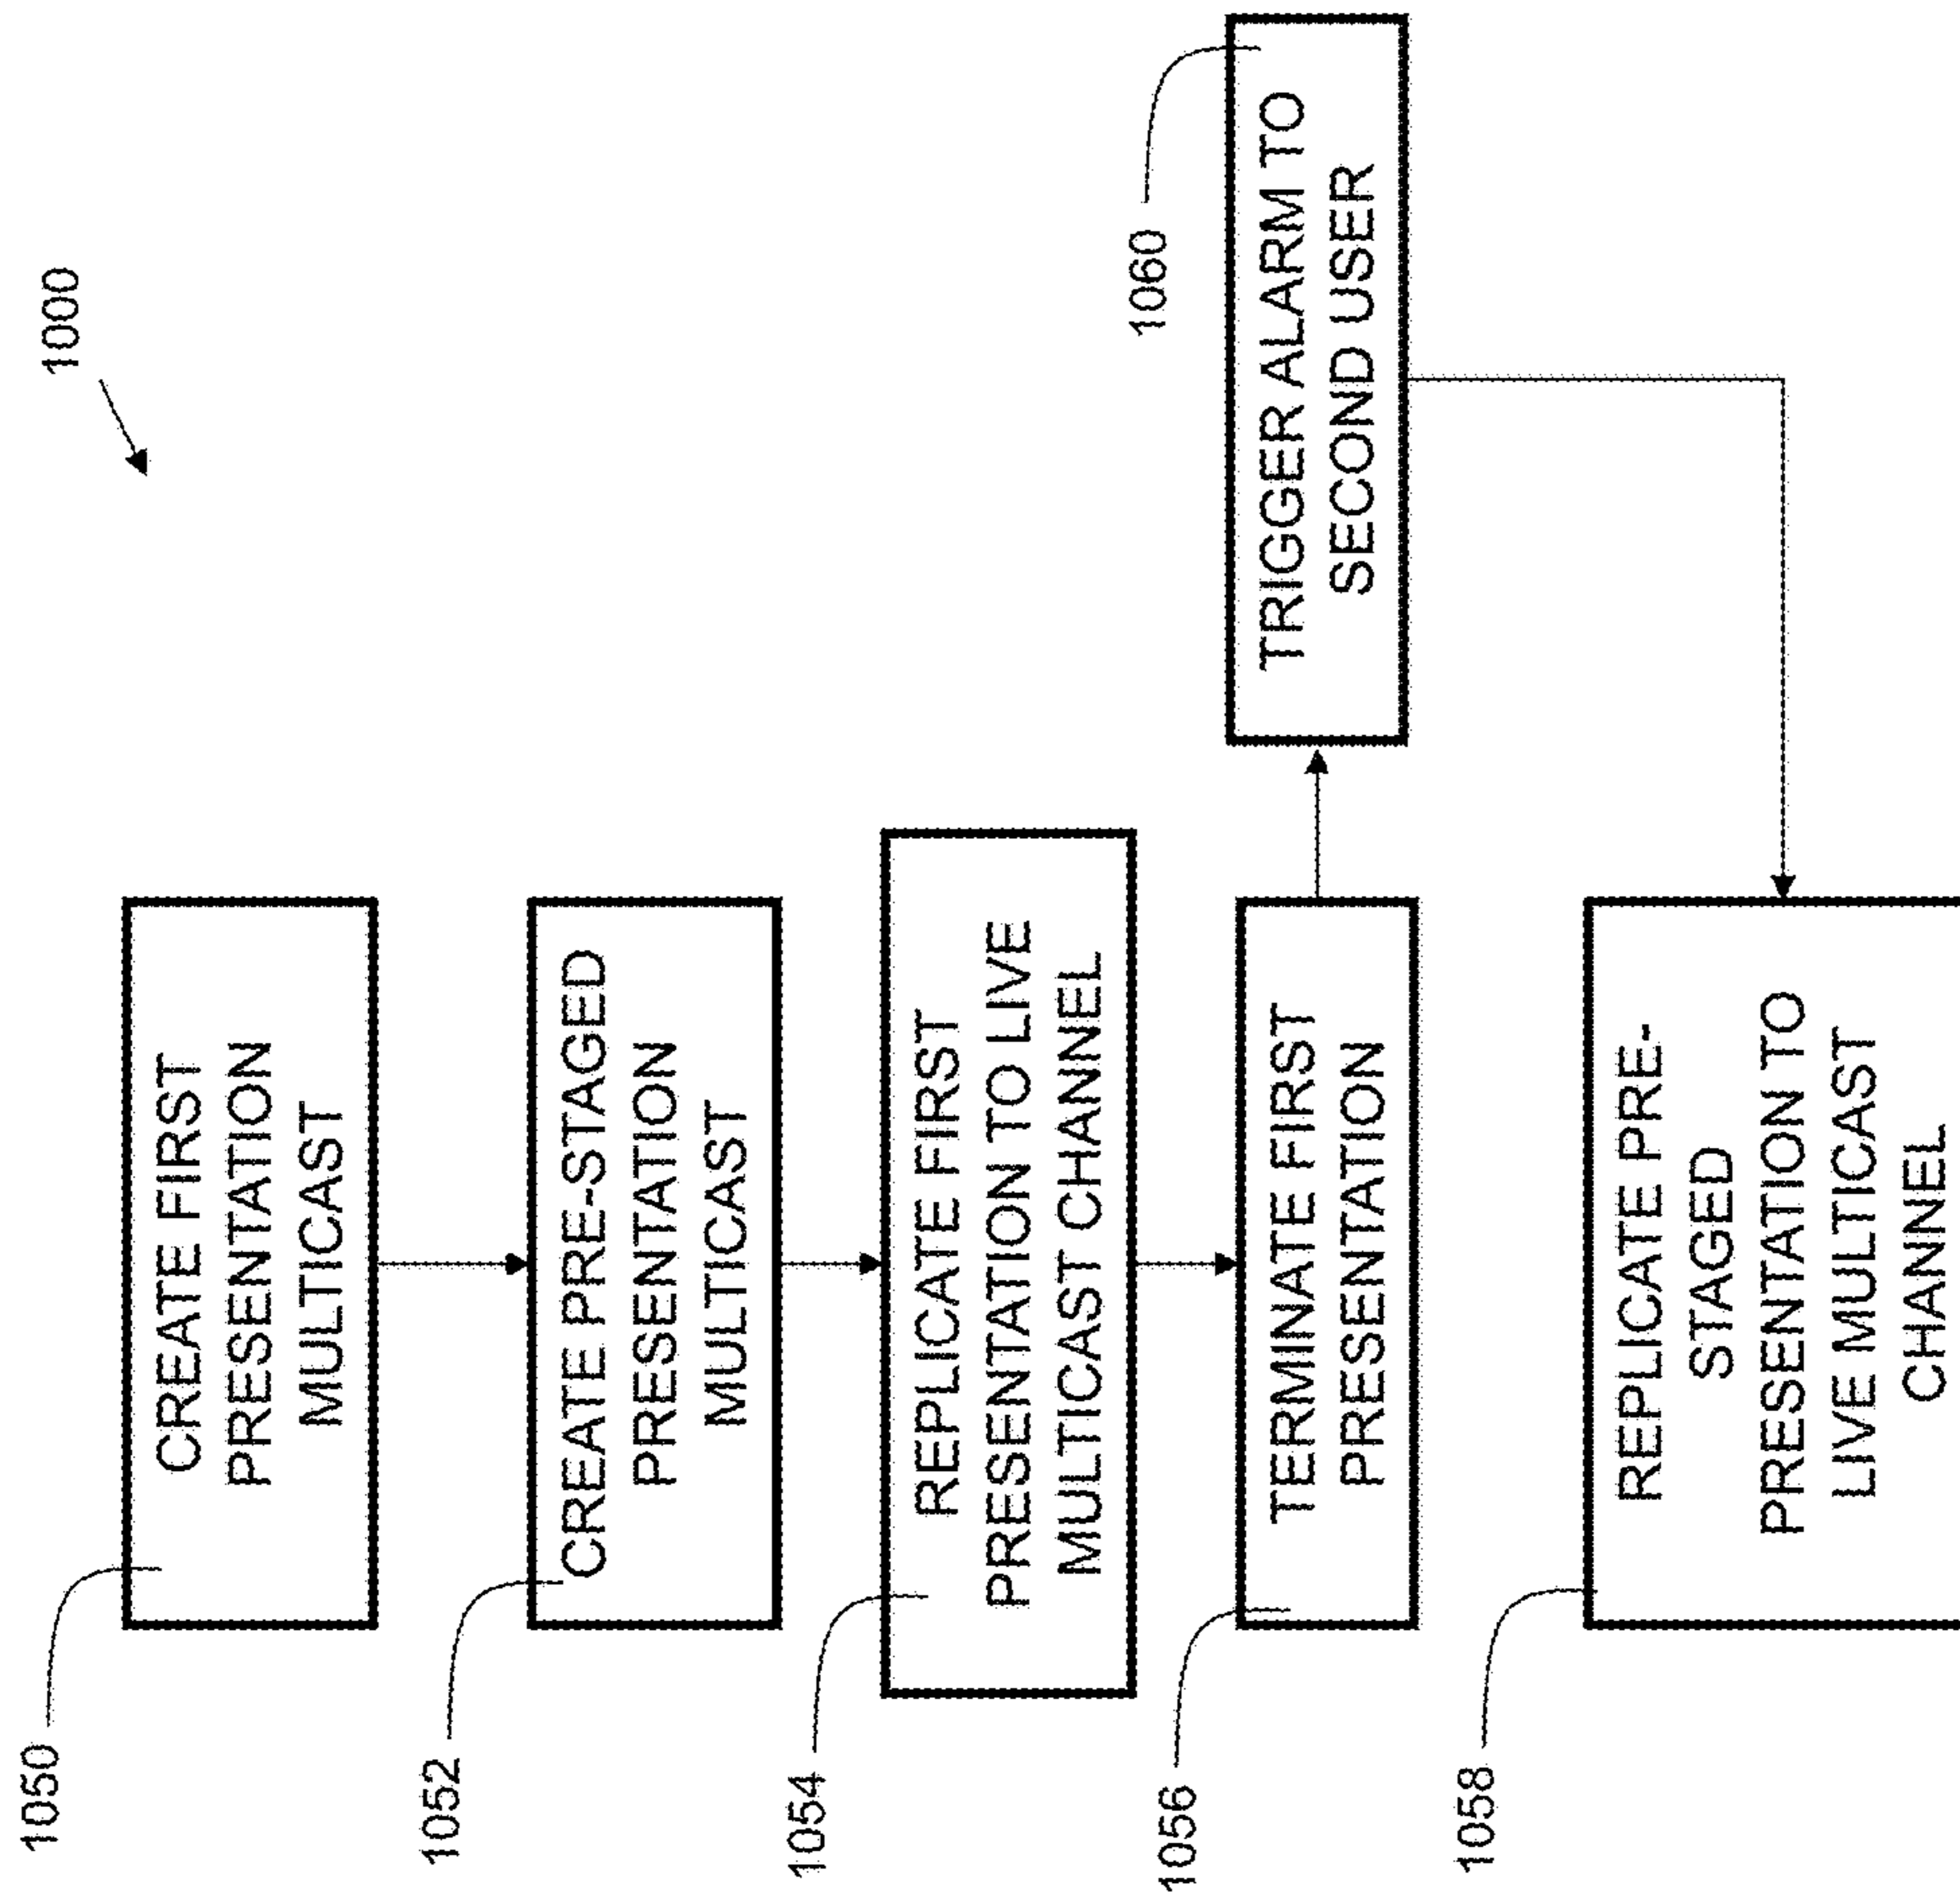 1000
1050
CREATE FIRST
PRESENTATION
MULTICAST
1052
CREATE PRE-STAGED
PRESENTATION
MULTICAST
1054
REPLICATE FIRST
PRESENTATION TO LIVE
MULTICAST CHANNEL
1056
TERMINATE FIRST
PRESENTATION
1060
TRIGGER ALARM TO
SECOND USER
1058
REPLICATE PRE-
STAGED
PRESENTATION TO
LIVE MULTICAST
CHANNEL